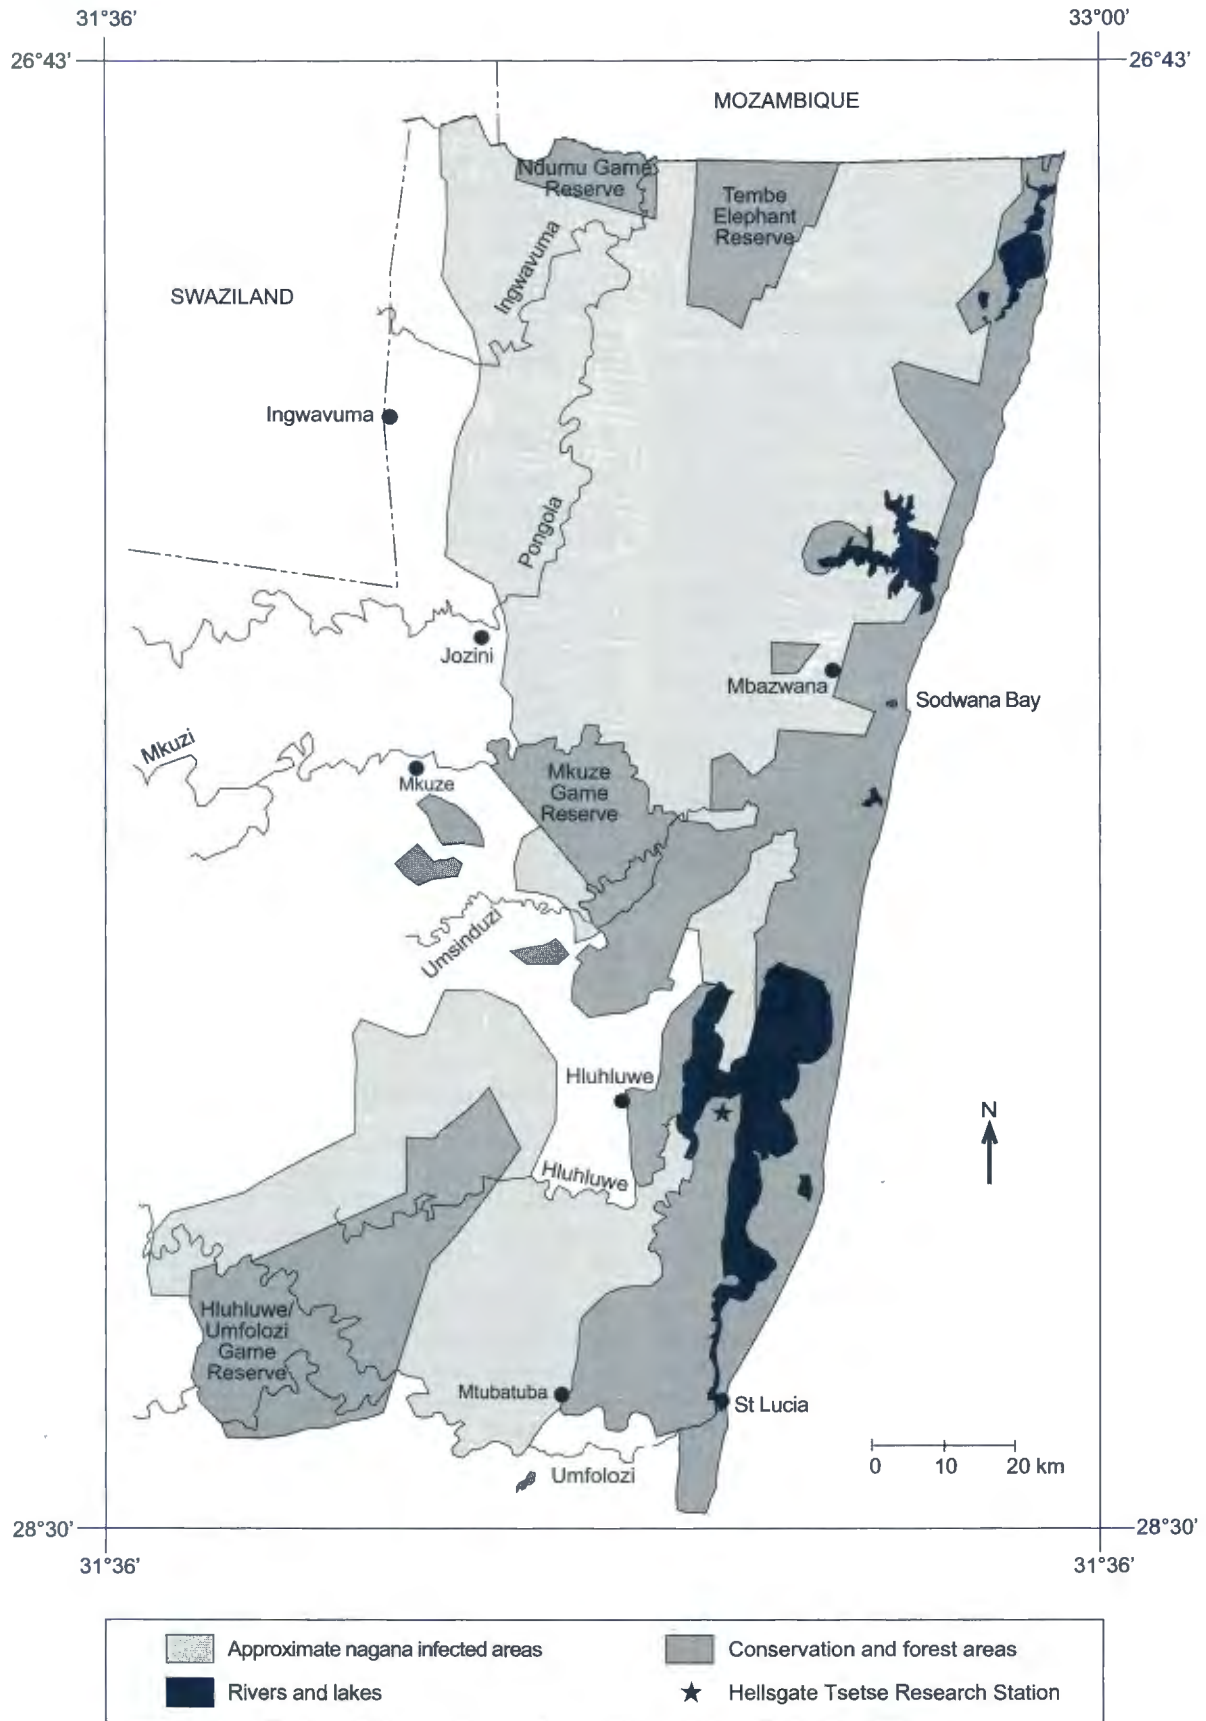 31°36'
33°00'
26°43'
26°43'
MOZAMBIQUE
Ndumu Game
Reserve
Tembe
Elephant
Reserve
Ingwavuma
SWAZILAND
Ingwavuma
Pongola
Jozini
Mbazwana
Sodwana Bay
Mkuzi
Mkuze
Mkuze
Game
Reserve
Umsinduzi
Hluhluwe
N
Hluhluwe
Hluhluwe/
Umfolozi
Game
Reserve
Mtubatuba
St Lucia
0 10 20 km
Umfolozi
28°30'
28°30'
31°36'
31°36'
Approximate nagana infected areas
Conservation and forest areas
Rivers and lakes
Hellsgate Tsetse Research Station